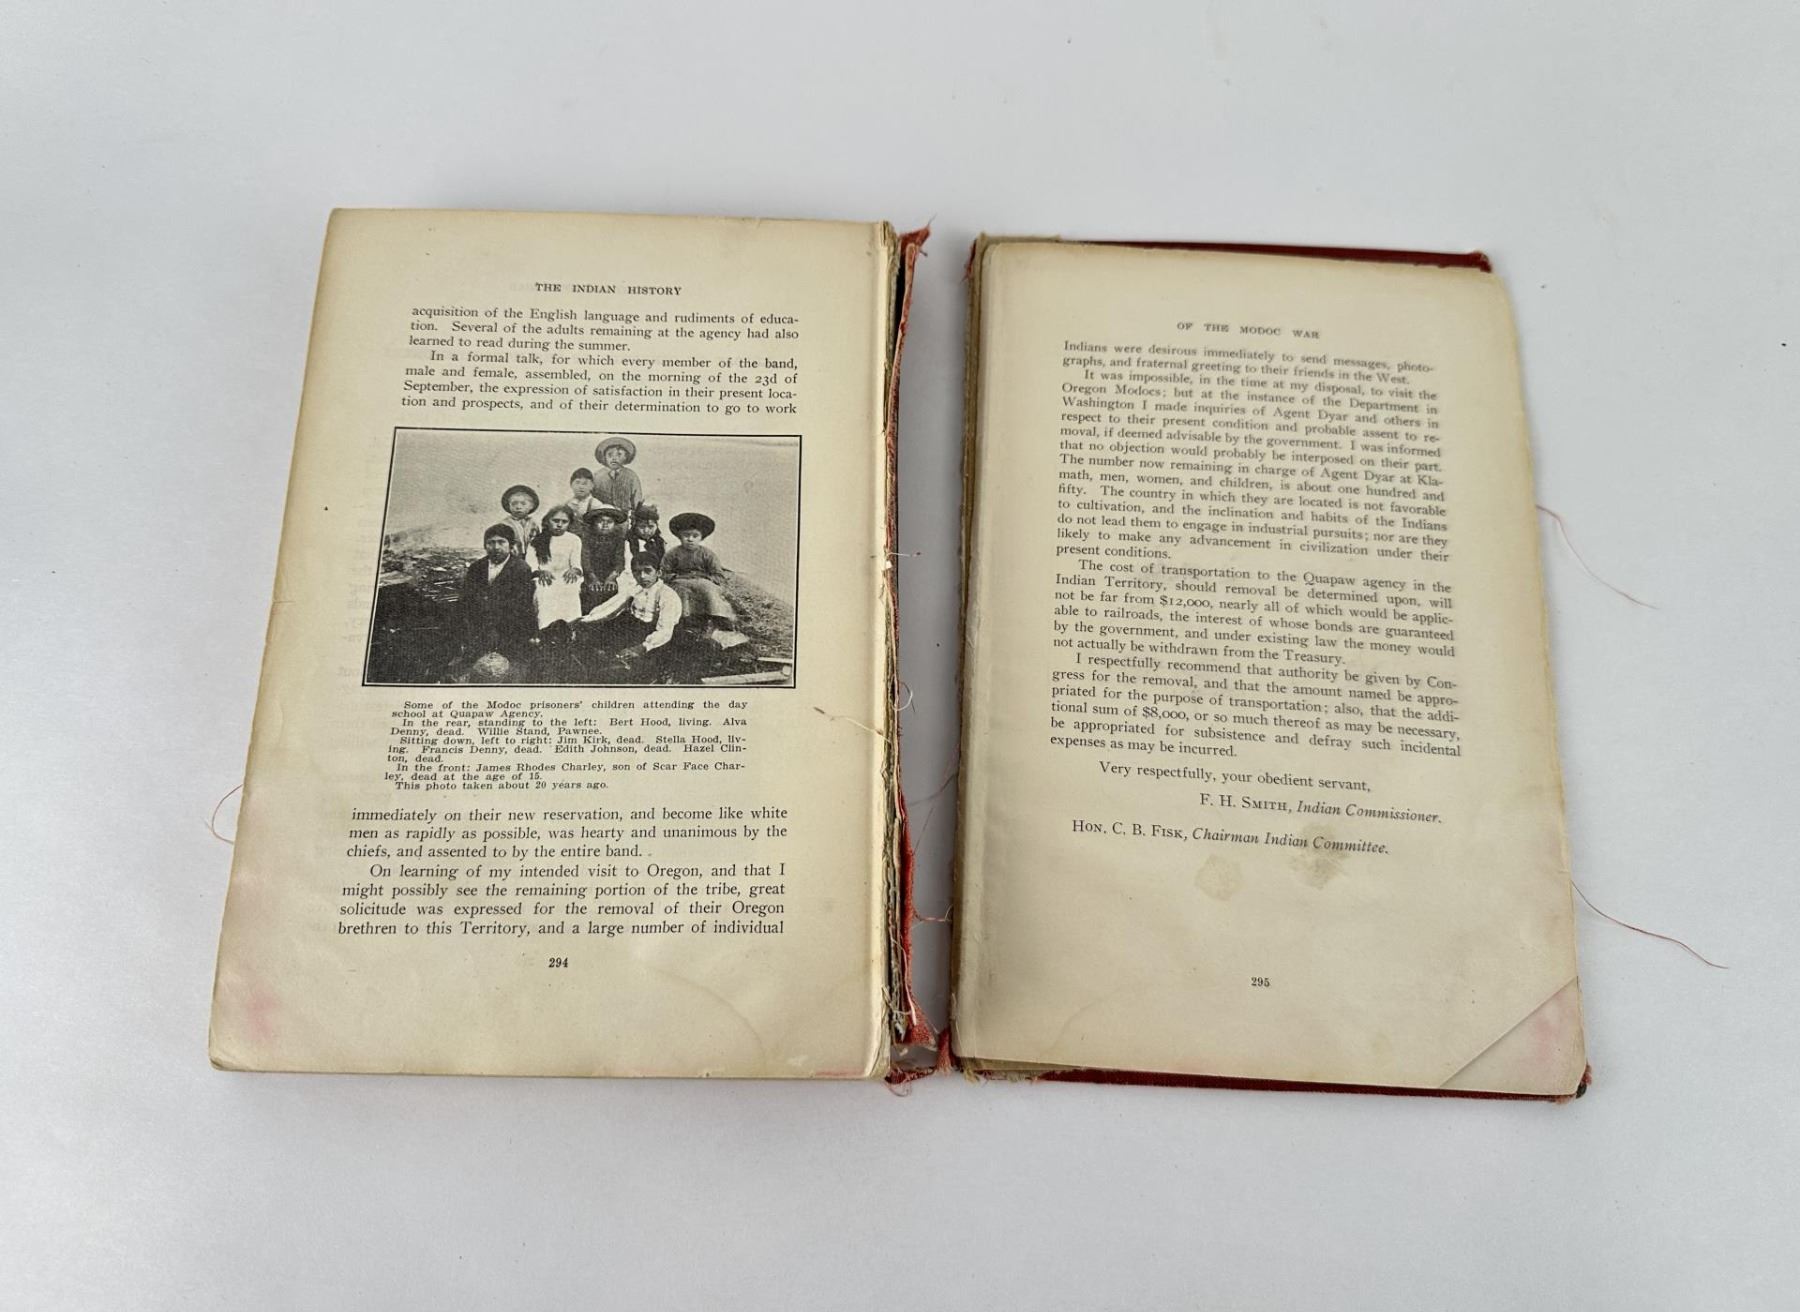 THE INDIAN HISTORY
acquisition of the English language and rudiments of educa-
tion. Several of the adults remaining at the agency had also
learned to read during the summer.
In a formal talk, for which every member of the band,
male and female, assembled, on the morning of the 23d of
September, the expression of satisfaction in their present loca-
tion and prospects, and of their determination to go to work
Some of the Modoc prisoners' children attending the day
school at Quapaw Agency.
In the rear, standing to the left: Bert Hood, living. Alva
Denny, dead. Willie Stand, Pawnee.
Sitting down, left to right: Jim Kirk, dead. Stella Hood, liv-
ing. Francis Denny, dead. Edith Johnson, dead. Hazel Clin-
ton, dead.
In the front: James Rhodes Charley, son of Scar Face Char-
ley, dead at the age of 15.
This photo taken about 20 years ago.
immediately on their new reservation, and become like white
men as rapidly as possible, was hearty and unanimous by the
chiefs, and assented to by the entire band.
On learning of my intended visit to Oregon, and that I
might possibly see the remaining portion of the tribe, great
solicitude was expressed for the removal of their Oregon
brethren to this Territory, and a large number of individual
294
OF THE MODOC WAR
Indians were desirous immediately to send messages, photo-
graphs, and fraternal greeting to their friends in the West.
It was impossible, in the time at my disposal, to visit the
Oregon Modocs; but at the instance of the Department in
Washington I made inquiries of Agent Dyar and others in
respect to their present condition and probable assent to re-
moval, if deemed advisable by the government. I was informed
that no objection would probably be interposed on their part.
The number now remaining in charge of Agent Dyar at Kla-
math, men, women, and children, is about one hundred and
fifty. The country in which they are located is not favorable
to cultivation, and the inclination and habits of the Indians
do not lead them to engage in industrial pursuits; nor are they
likely to make any advancement in civilization under their
present conditions.
The cost of transportation to the Quapaw agency in the
Indian Territory, should removal be determined upon, will
not be far from $12,000, nearly all of which would be applic-
able to railroads, the interest of whose bonds are guaranteed
by the government, and under existing law the money would
not actually be withdrawn from the Treasury.
I respectfully recommend that authority be given by Con-
gress for the removal, and that the amount named be appro-
priated for the purpose of transportation; also, that the addi-
tional sum of $8,000, or so much thereof as may be necessary,
be appropriated for subsistence and defray such incidental
expenses as may be incurred.
Very respectfully, your obedient servant,
F. H. SMITH, Indian Commissioner.
HON. C. B. FISK, Chairman Indian Committee.
295